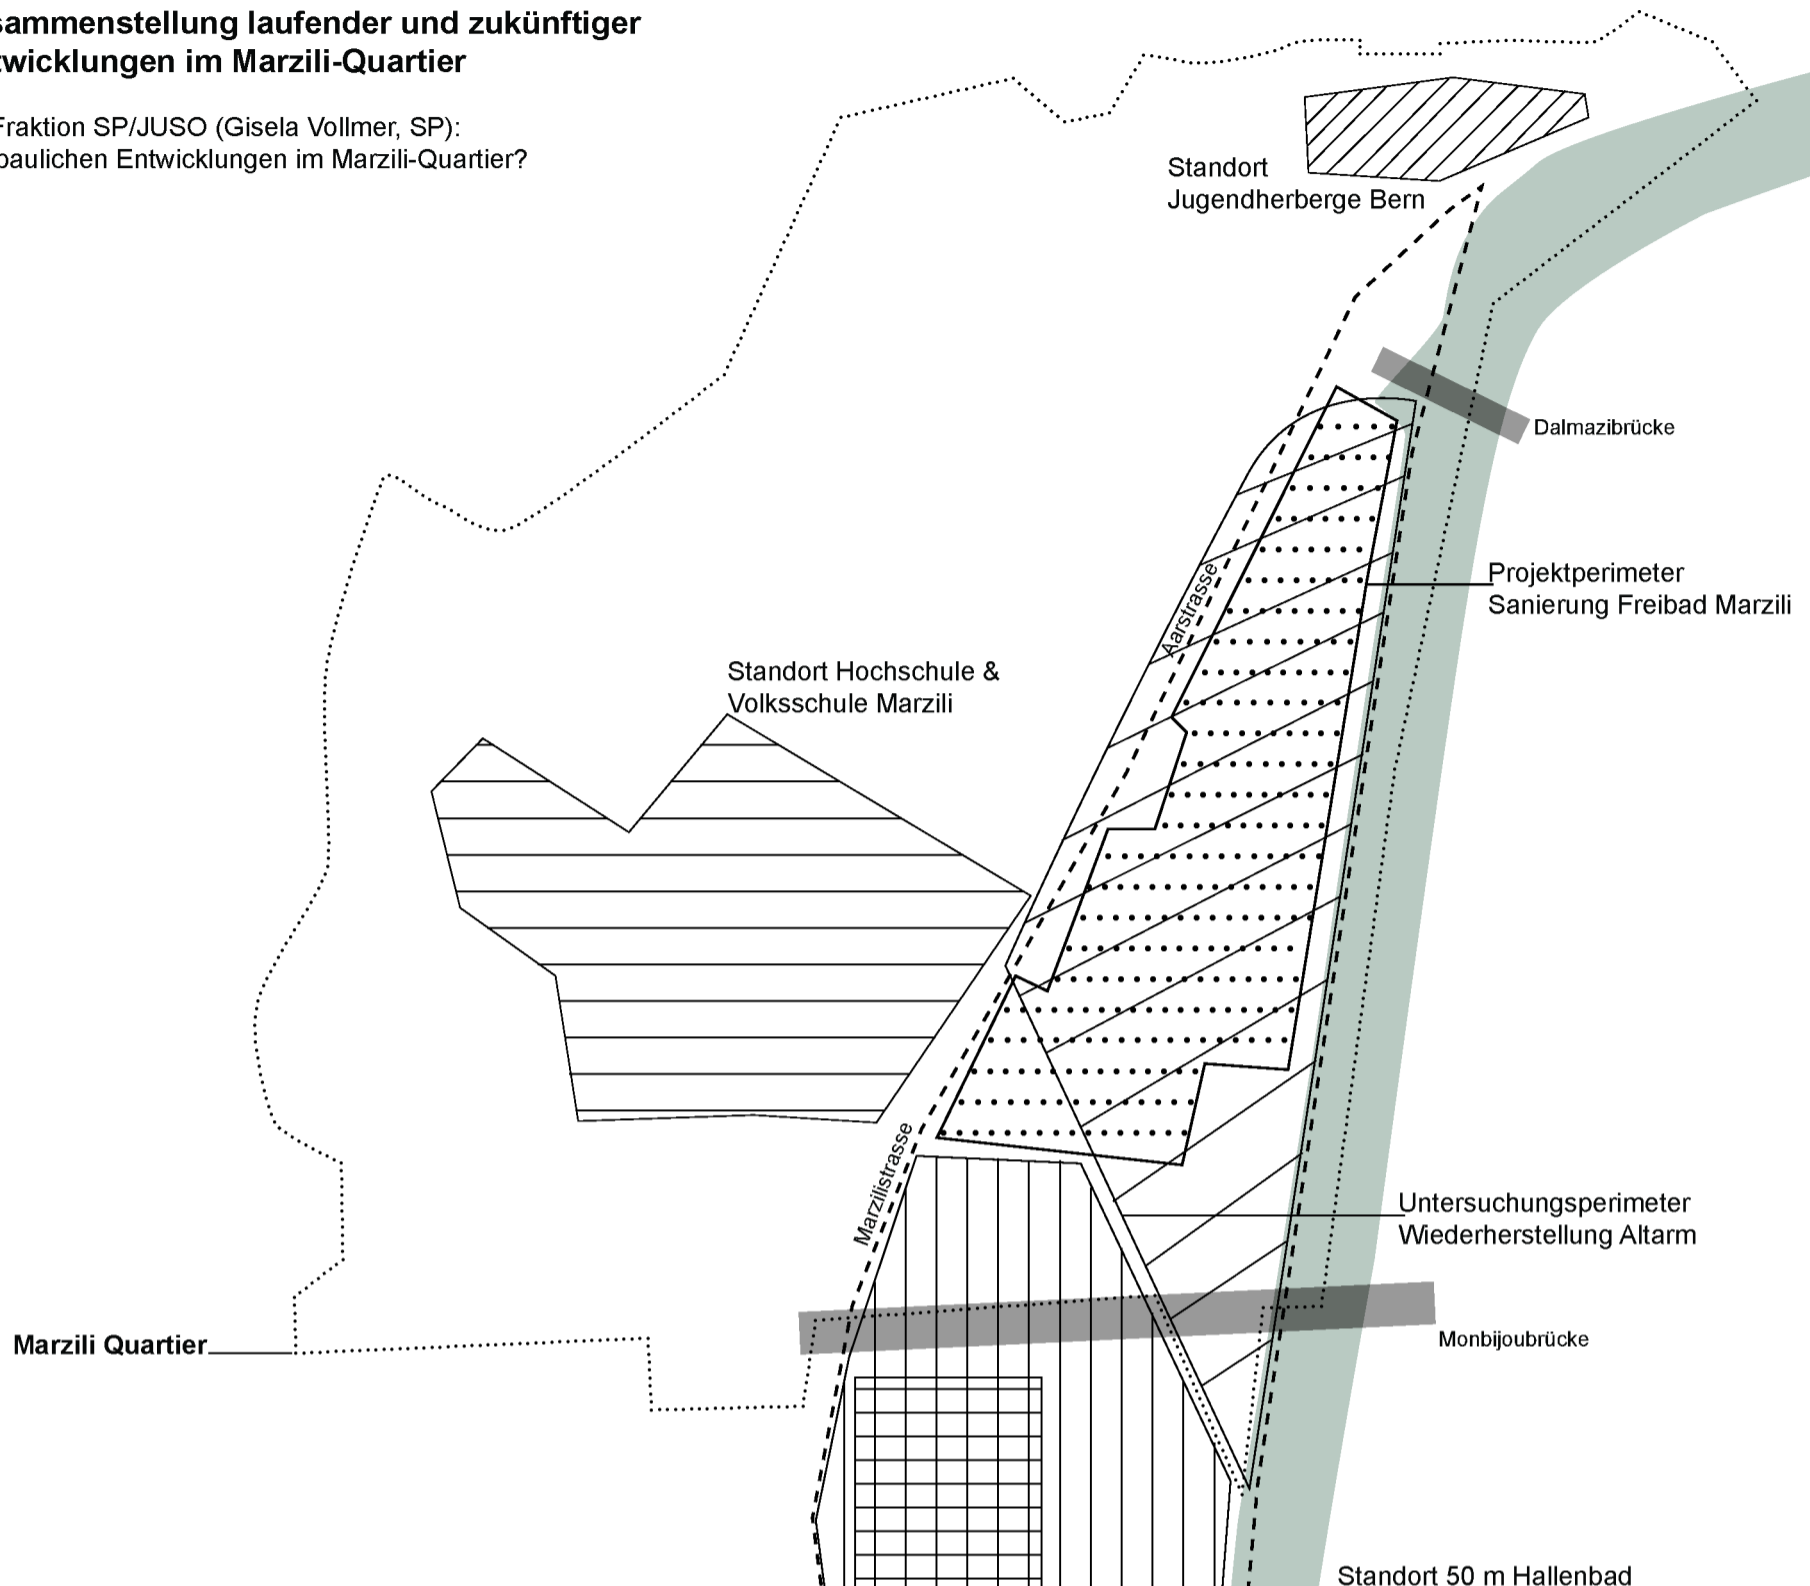 sammenstellung laufender und zukünftiger
twicklungen im Marzili-Quartier
Fraktion SP/JUSO (Gisela Vollmer, SP):
baulichen Entwicklungen im Marzili-Quartier?
Standort
Jugendherberge Bern
Dalmazibrücke
Projektperimeter
Sanierung Freibad Marzili
Aarstrasse
Standort Hochschule &
Volksschule Marzili
Marzilistrasse
Untersuchungsperimeter
Wiederherstellung Altarm
Marzili Quartier
Monbijoubrücke
Standort 50 m Hallenbad